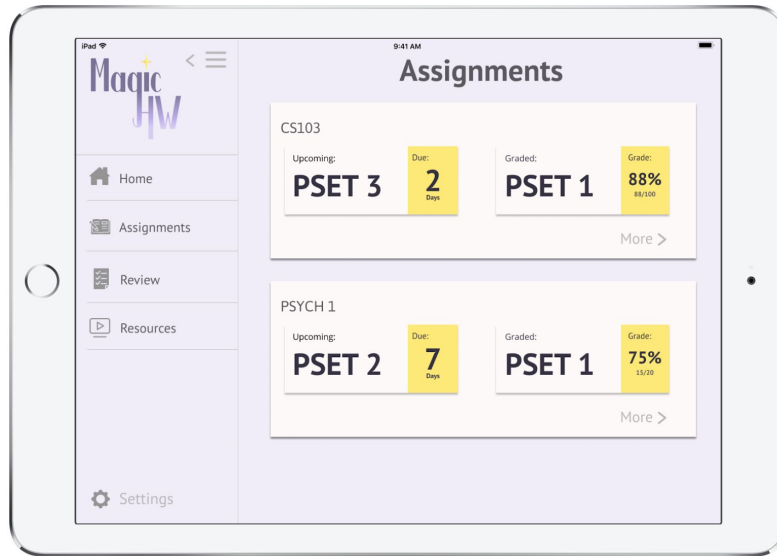 iPad
9:41 AM
Magic
HW
Home
Assignments
Review
Resources
Settings
Assignments
CS103
Upcoming:
PSET 3
Due:
2
Days
Graded:
PSET 1
Grade:
88%
88/100
More >
PSYCH 1
Upcoming:
PSET 2
Due:
7
Days
Graded:
PSET 1
Grade:
75%
15/20
More >